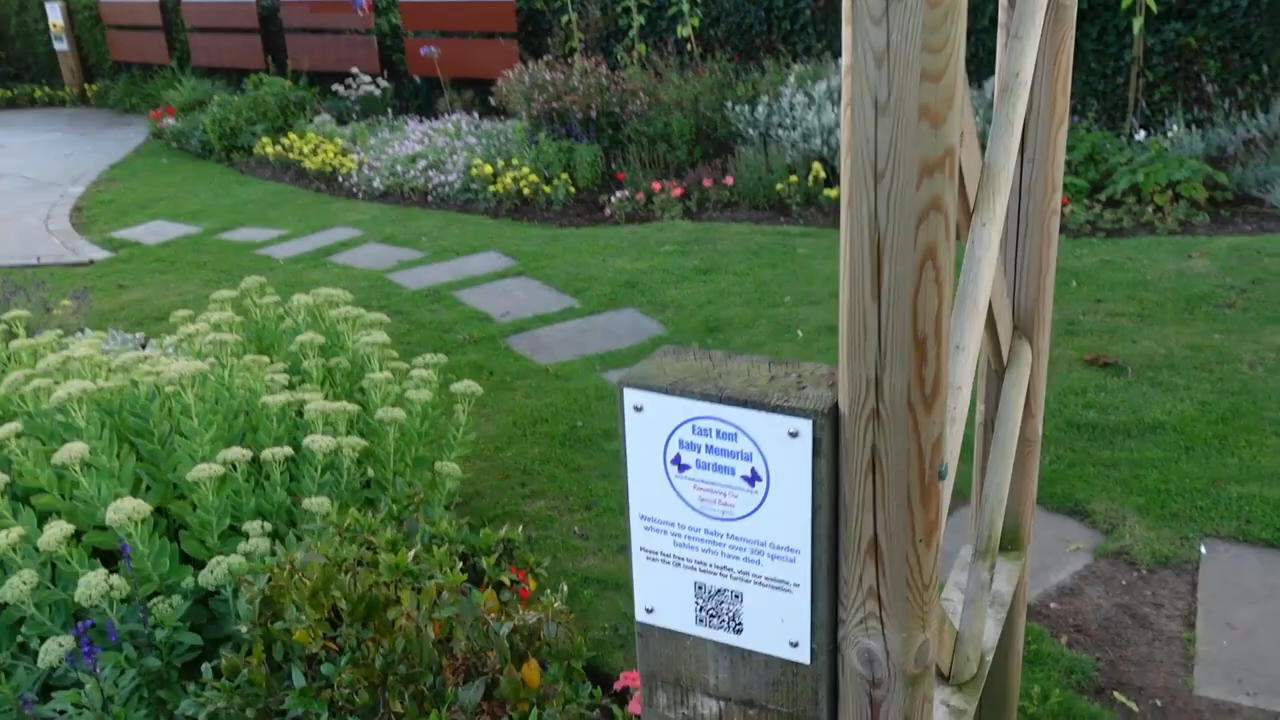 East Kent
Baby Memorial
Gardens
Remembering Our
Special Babies
Welcome to our Baby Memorial Garden
where we remember over 300 special
babies who have died.
Please feel free to take a leaflet, visit our website, or
scan the QR code below for further information.